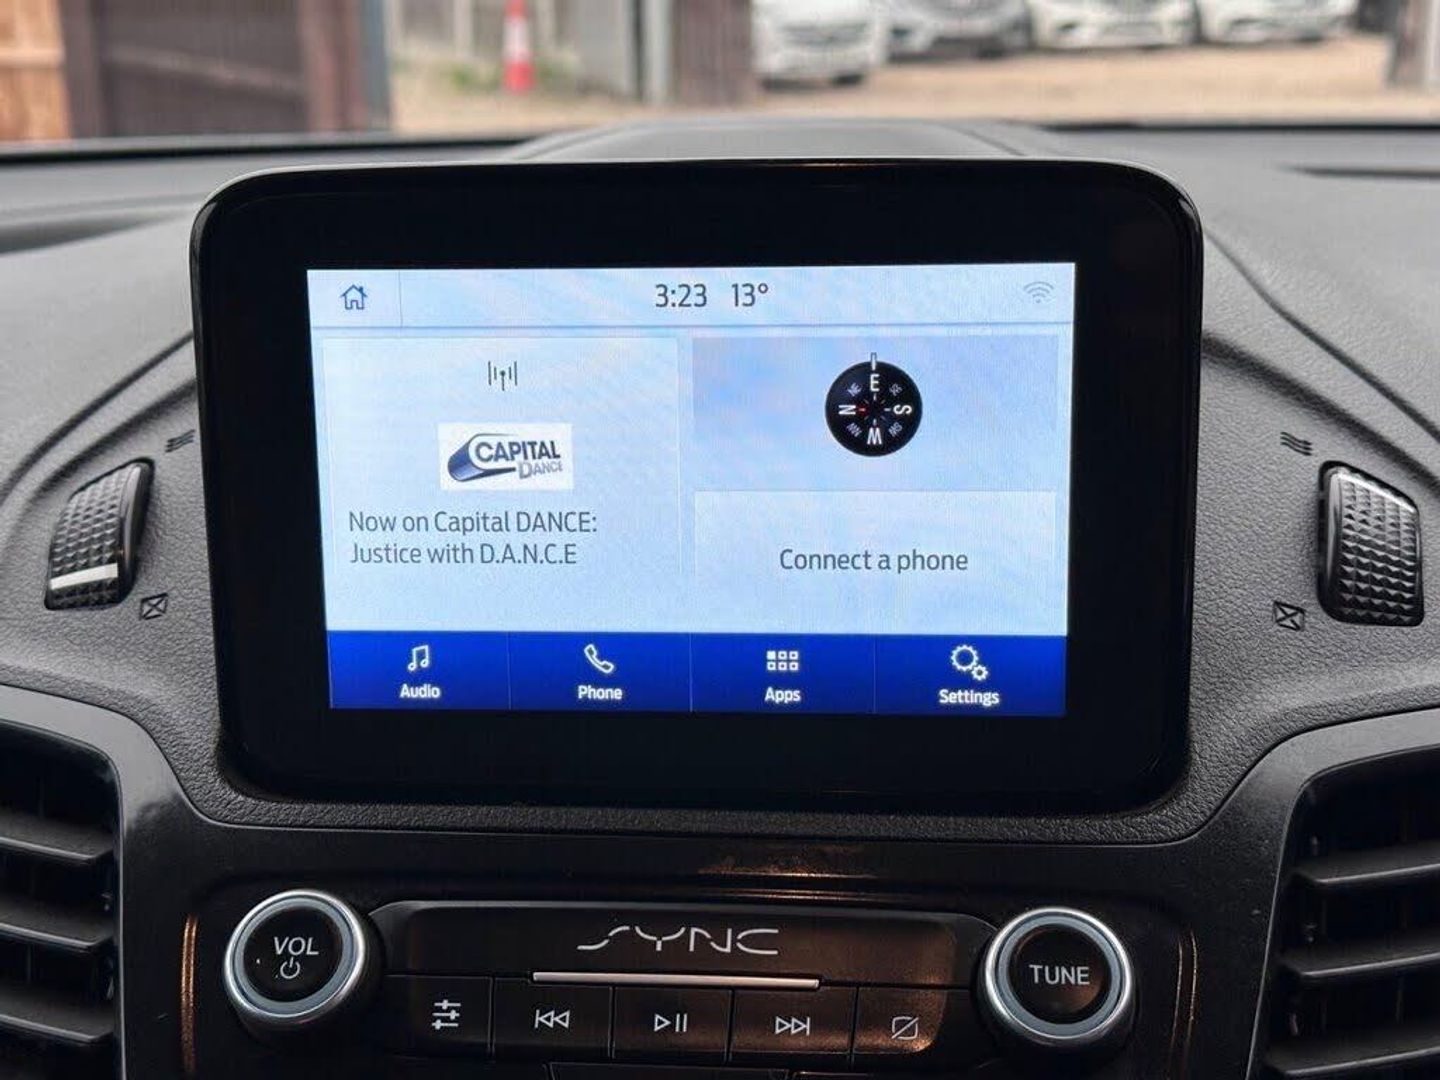 3:23 13°
CAPITAL
DANCE
Now on Capital DANCE:
Justice with D.A.N.C.E
E
N
S
W
Connect a phone
Audio
Phone
Apps
Settings
SYNC
VOL
TUNE